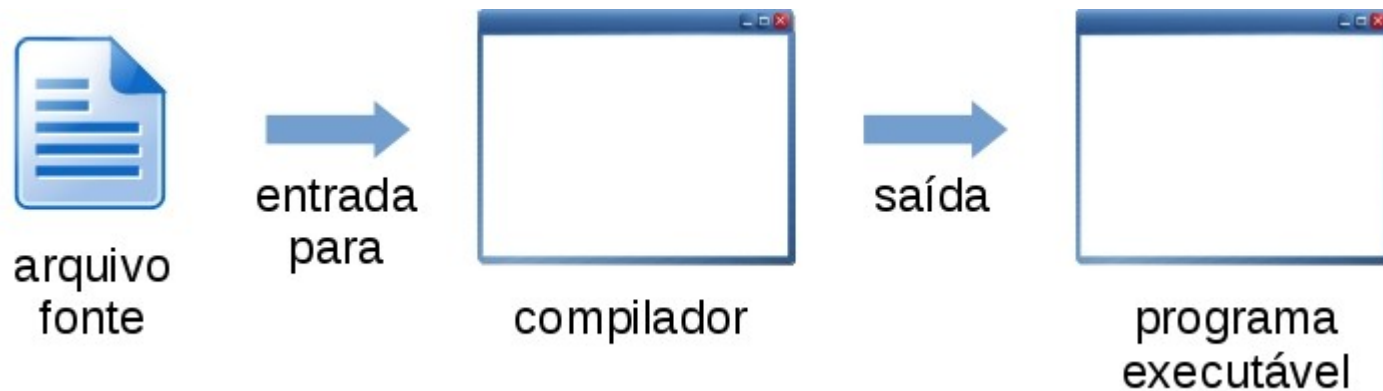 arquivo
fonte
entrada
para
compilador
saída
programa
executável